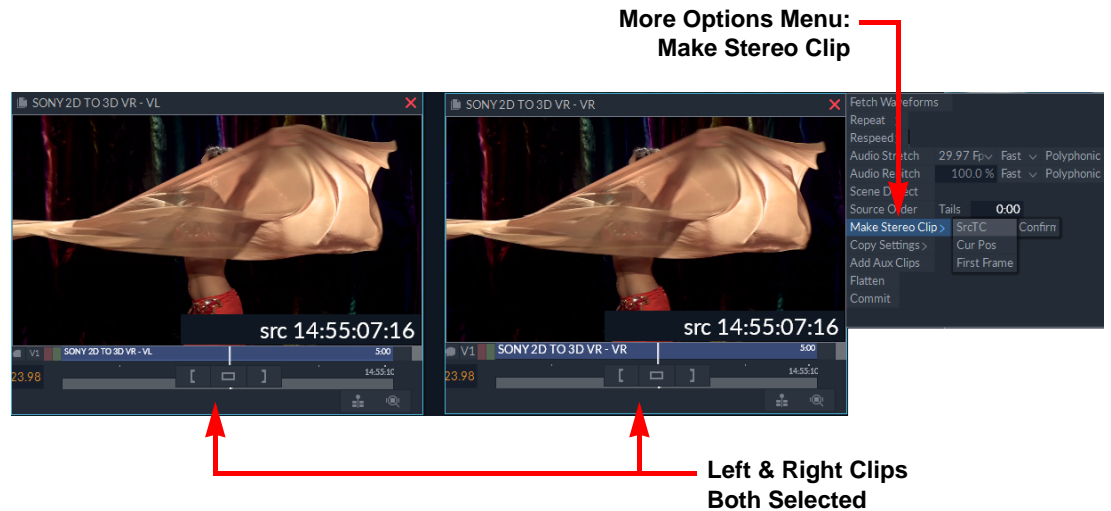 More Options Menu:
Make Stereo Clip
SONY 2D TO 3D VR - VL
src 14:55:07:16
V1 SONY 2D TO 3D VR - VL 5:00
23.98 [ ] 14:55:10
SONY 2D TO 3D VR - VR
src 14:55:07:16
V1 SONY 2D TO 3D VR - VR 5:00
23.98 [ ] 14:55:10
Fetch Waveforms
Repeat
Respeed
Audio Stretch 29.97 Fp Fast Polyphonic
Audio Repitch 100.0 % Fast Polyphonic
Scene Detect
Source Order Tails 0:00
Make Stereo Clip > SrcTC Confirm
Copy Settings > Cur Pos
Add Aux Clips First Frame
Flatten
Commit
Left & Right Clips
Both Selected